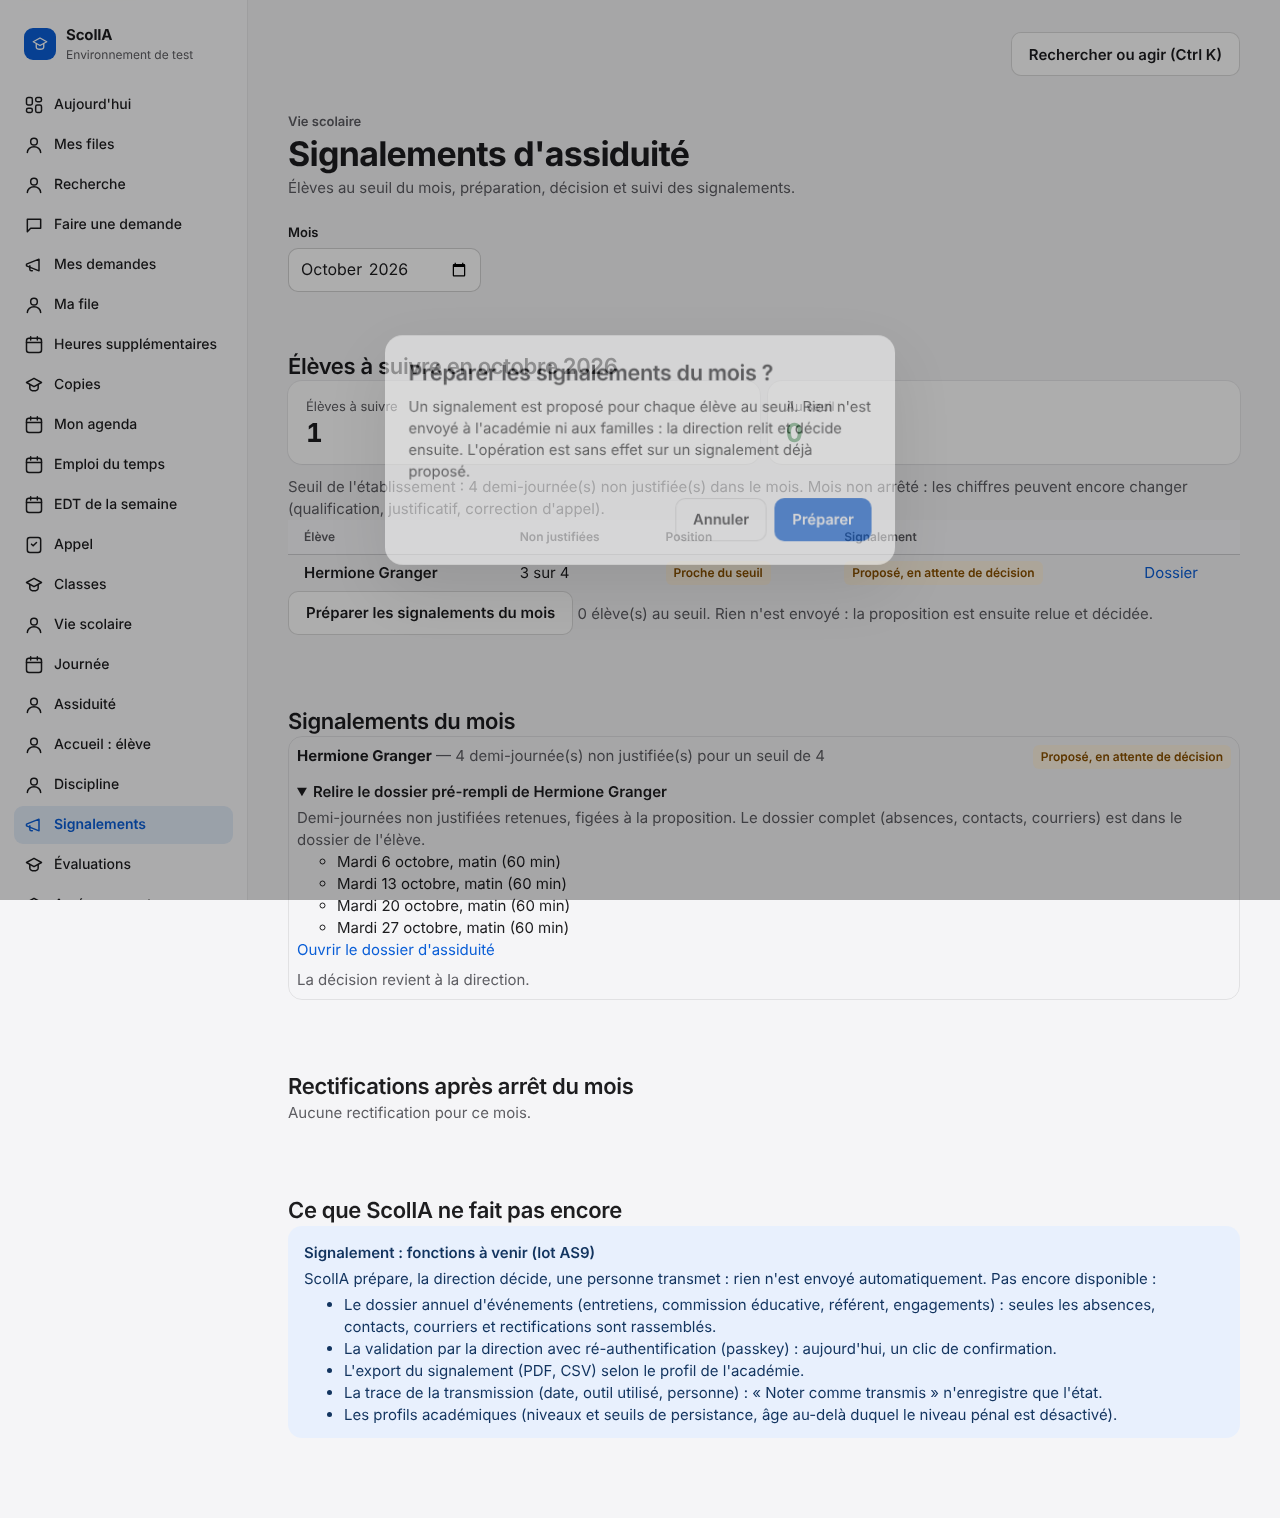 ScolIA
Environnement de test
Aujourd'hui
Mes files
Recherche
Faire une demande
Mes demandes
Ma file
Heures supplémentaires
Copies
Mon agenda
Emploi du temps
EDT de la semaine
Appel
Classes
Vie scolaire
Journée
Assiduité
Accueil : élève
Discipline
Signalements
Évaluations
Rechercher ou agir (Ctrl K)
Vie scolaire
Signalements d'assiduité
Élèves au seuil du mois, préparation, décision et suivi des signalements.
Mois
October 2026
Élèves à suivre en octobre 2026
Élèves à suivre
1
Au seuil
0
Préparer les signalements du mois ?
Un signalement est proposé pour chaque élève au seuil. Rien n'est
envoyé à l'académie ni aux familles : la direction relit et décide
ensuite. L'opération est sans effet sur un signalement déjà
proposé.
Annuler
Préparer
Seuil de l'établissement : 4 demi-journée(s) non justifiée(s) dans le mois. Mois non arrêté : les chiffres peuvent encore changer
(qualification, justificatif, correction d'appel).
Élève Non justifiées Position Signalement
Hermione Granger 3 sur 4 Proche du seuil Proposé, en attente de décision Dossier
Préparer les signalements du mois 0 élève(s) au seuil. Rien n'est envoyé : la proposition est ensuite relue et décidée.
Signalements du mois
Hermione Granger — 4 demi-journée(s) non justifiée(s) pour un seuil de 4 Proposé, en attente de décision
Relire le dossier pré-rempli de Hermione Granger
Demi-journées non justifiées retenues, figées à la proposition. Le dossier complet (absences, contacts, courriers) est dans le
dossier de l'élève.
Mardi 6 octobre, matin (60 min)
Mardi 13 octobre, matin (60 min)
Mardi 20 octobre, matin (60 min)
Mardi 27 octobre, matin (60 min)
Ouvrir le dossier d'assiduité
La décision revient à la direction.
Rectifications après arrêt du mois
Aucune rectification pour ce mois.
Ce que ScolIA ne fait pas encore
Signalement : fonctions à venir (lot AS9)
ScolIA prépare, la direction décide, une personne transmet : rien n'est envoyé automatiquement. Pas encore disponible :
Le dossier annuel d'événements (entretiens, commission éducative, référent, engagements) : seules les absences,
contacts, courriers et rectifications sont rassemblés.
La validation par la direction avec ré-authentification (passkey) : aujourd'hui, un clic de confirmation.
L'export du signalement (PDF, CSV) selon le profil de l'académie.
La trace de la transmission (date, outil utilisé, personne) : « Noter comme transmis » n'enregistre que l'état.
Les profils académiques (niveaux et seuils de persistance, âge au-delà duquel le niveau pénal est désactivé).